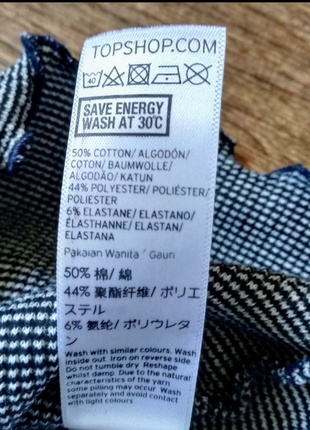 TOPSHOP.COM
40
SAVE ENERGY
WASH AT 30°C
50% COTTON/ ALGODÓN/
COTON/ BAUMWOLLE/
ALGODÃO/ KATUN
44% POLYESTER/ POLIÉSTER/
POLIESTER
6% ELASTANE/ ELASTANO/
ÉLASTHANNE/ ELASTAN/
ELASTANA
Pakaian Wanita / Gaun
50% 棉/ 綿
44% 聚酯纤维/ ポリエ
ステル
6% 氨纶/ ポリウレタ
ン
Wash with similar colours. Wash
inside out. Iron on reverse side
Do not tumble dry. Reshape
whilst damp. Due to the natural
characteristics of the yarn
some pilling may occur. Wash
separately and avoid contact
with light colours